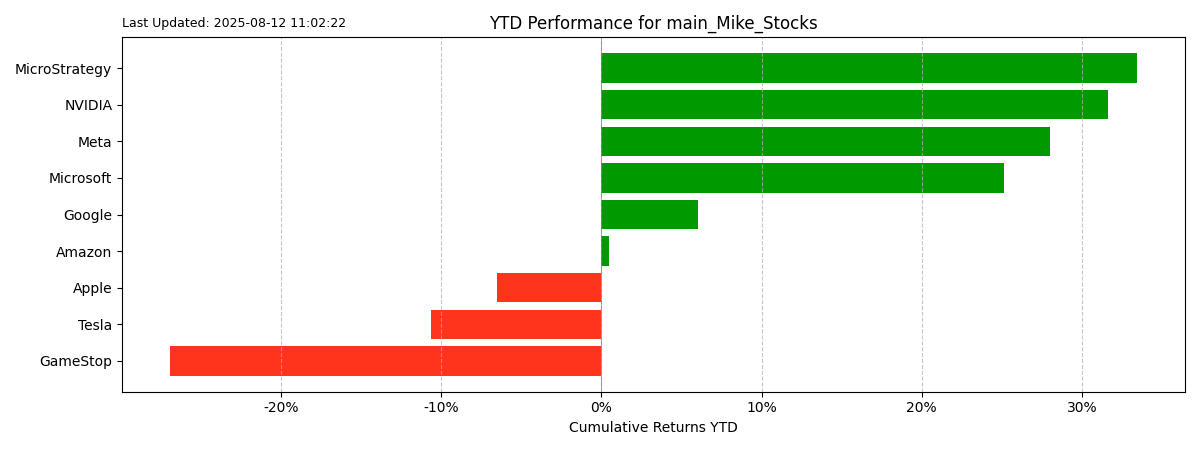 Last Updated: 2025-08-12 11:02:22
YTD Performance for main_Mike_Stocks
MicroStrategy
NVIDIA
Meta
Microsoft
Google
Amazon
Apple
Tesla
GameStop
-20% -10% 0% 10% 20% 30%
Cumulative Returns YTD